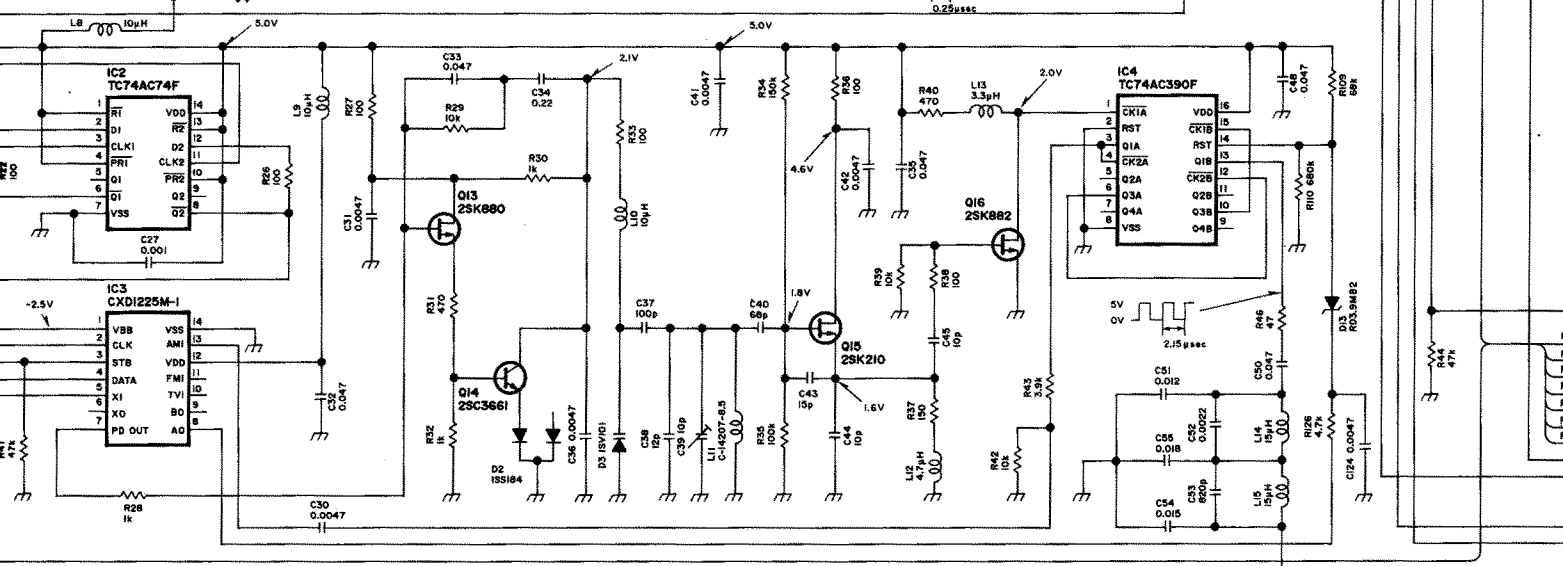 0.25μsec
L8
10μH
5.0V
IC2
TC74AC74F
1 R1
2 D1
3 CLK1
4 PR1
5 Q1
6 Q1
7 VSS
VDD 14
R2 13
D2 12
CLK2 11
PR2 10
Q2 9
Q2 8
C27
0.001
R26
100
L9
10μH
R27
100
C33
0.047
C34
0.22
2.1V
R29
10k
R30
1k
C31
0.0047
Q13
2SK880
R33
100
L10
10μH
IC3
CXD1225M-1
-2.5V
1 VBB
2 CLK
3 STB
4 DATA
5 XI
6 XO
7 PD OUT
VSS 14
AMI 13
VDD 12
FMI 11
TVI 10
BO 9
AO 8
R41
47k
C32
0.047
R28
1k
C30
0.0047
R31
470
Q14
2SC3661
R32
1k
D2
1SS184
C36 0.0047
D3 1SV101
C37
100p
C38
12p
C39 10p
L11
C-14207-8.5
C40
68p
C41
0.0047
5.0V
R34
150k
R36
100
4.6V
C42
0.0047
1.8V
Q15
2SK210
C43
15p
R35
100k
C44
10p
1.6V
R40
470
L13
3.3μH
2.0V
C35
0.047
Q16
2SK882
R39
10k
R38
100
C45
10p
R37
150
L12
4.7μH
R43
3.9k
R42
10k
IC4
TC74AC390F
1 CK1A
2 RST
3 Q1A
4 CK2A
5 Q2A
6 Q3A
7 Q4A
8 VSS
VDD 16
CK1B 15
RST 14
Q1B 13
CK2B 12
Q2B 11
Q3B 10
Q4B 9
C48
0.047
R109
68k
R110 680k
5V
0V
2.15μsec
R46
47
D13
RD3.9MB2
C50
0.047
C51
0.012
C52
0.0022
C55
0.018
C53
820p
C54
0.015
L14
15μH
L15
15μH
R126
4.7k
C124 0.0047
R44
47k